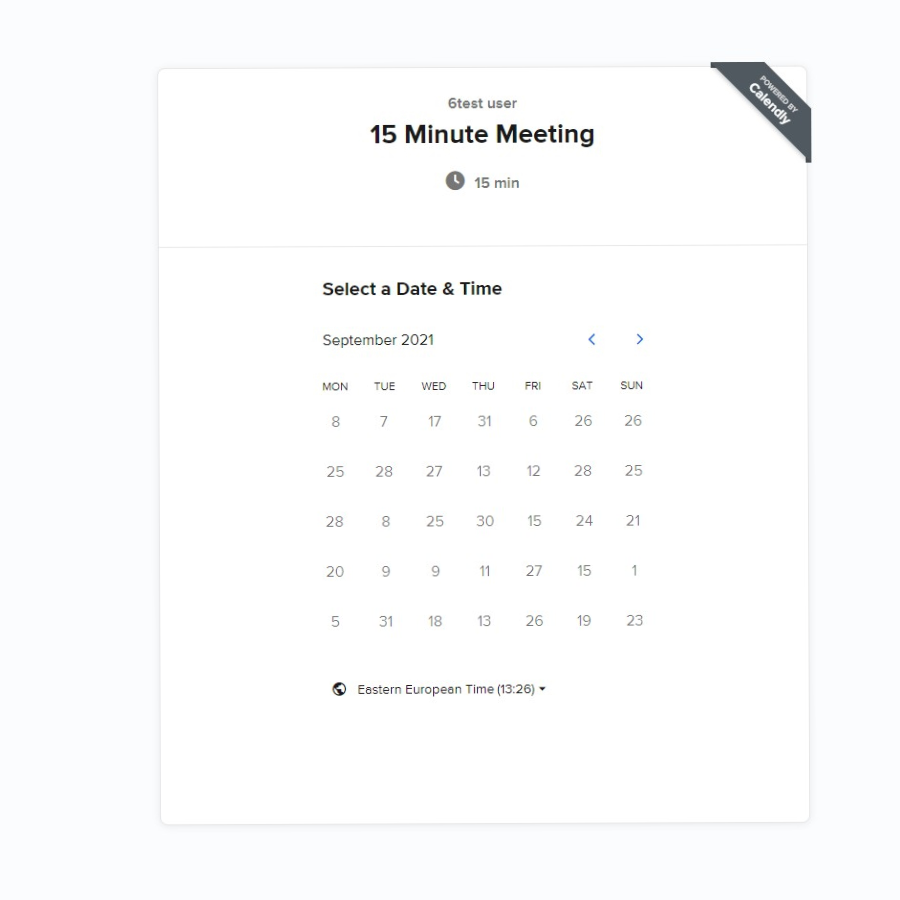 POWERED BY
Calendly
6test user
15 Minute Meeting
15 min
Select a Date & Time
September 2021
MON TUE WED THU FRI SAT SUN
8 7 17 31 6 26 26
25 28 27 13 12 28 25
28 8 25 30 15 24 21
20 9 9 11 27 15 1
5 31 18 13 26 19 23
Eastern European Time (13:26)